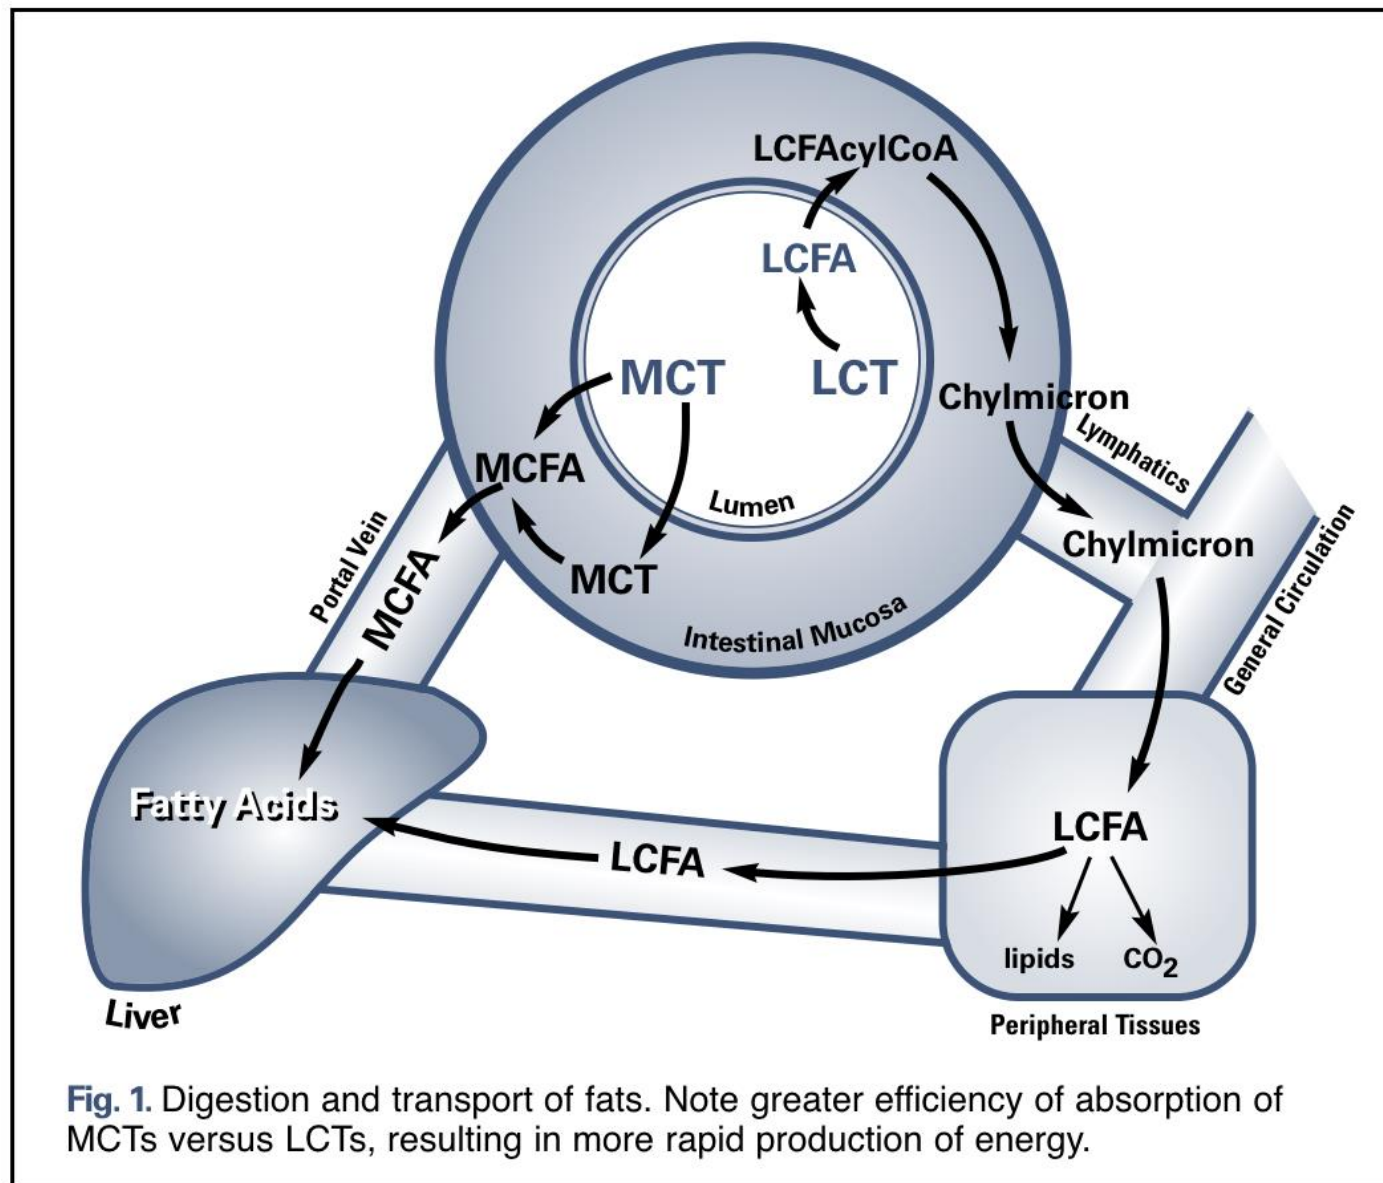 LCFAcylCoA
LCFA
MCT
LCT
Chylmicron
Lymphatics
MCFA
Lumen
MCT
Chylmicron
Portal Vein
MCFA
Intestinal Mucosa
General Circulation
Fatty Acids
LCFA
LCFA
lipids
CO₂
Liver
Peripheral Tissues
Fig. 1. Digestion and transport of fats. Note greater efficiency of absorption of
MCTs versus LCTs, resulting in more rapid production of energy.